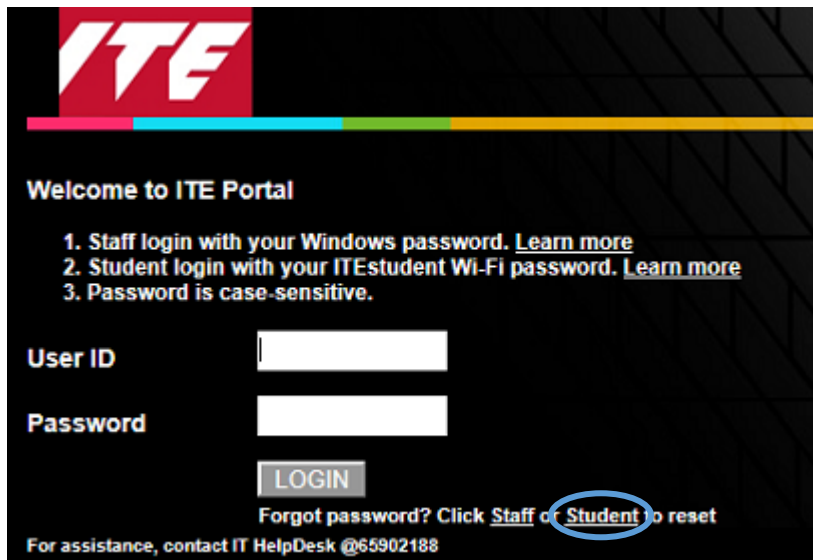 ITE
Welcome to ITE Portal
1. Staff login with your Windows password. Learn more
2. Student login with your ITEstudent Wi-Fi password. Learn more
3. Password is case-sensitive.
User ID
Password
LOGIN
Forgot password? Click Staff or Student to reset
For assistance, contact IT HelpDesk @65902188